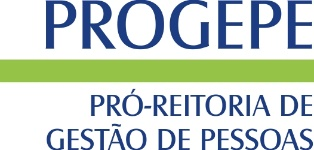 PROGEPE
PRÓ-REITORIA DE
GESTÃO DE PESSOAS